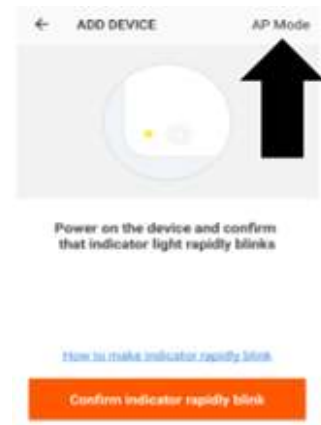 ADD DEVICE
AP Mode
Power on the device and confirm
that indicator light rapidly blinks
How to make indicator rapidly blink
Confirm indicator rapidly blink